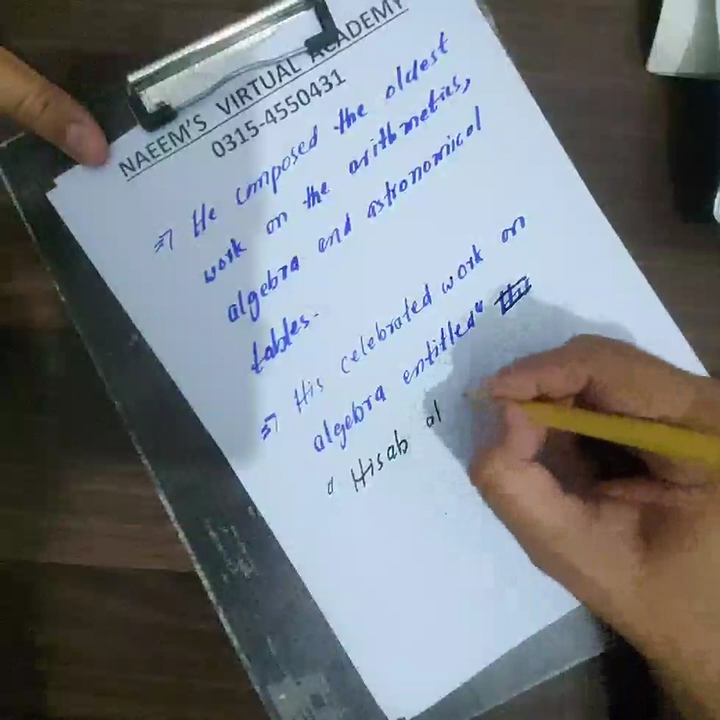 NAEEM'S VIRTUAL ACADEMY
0315-4550431
⇒ He composed the oldest
work on the arithmetics,
algebra and astronomical
tables.
⇒ His celebrated work on
algebra entitled"
" Hisab al